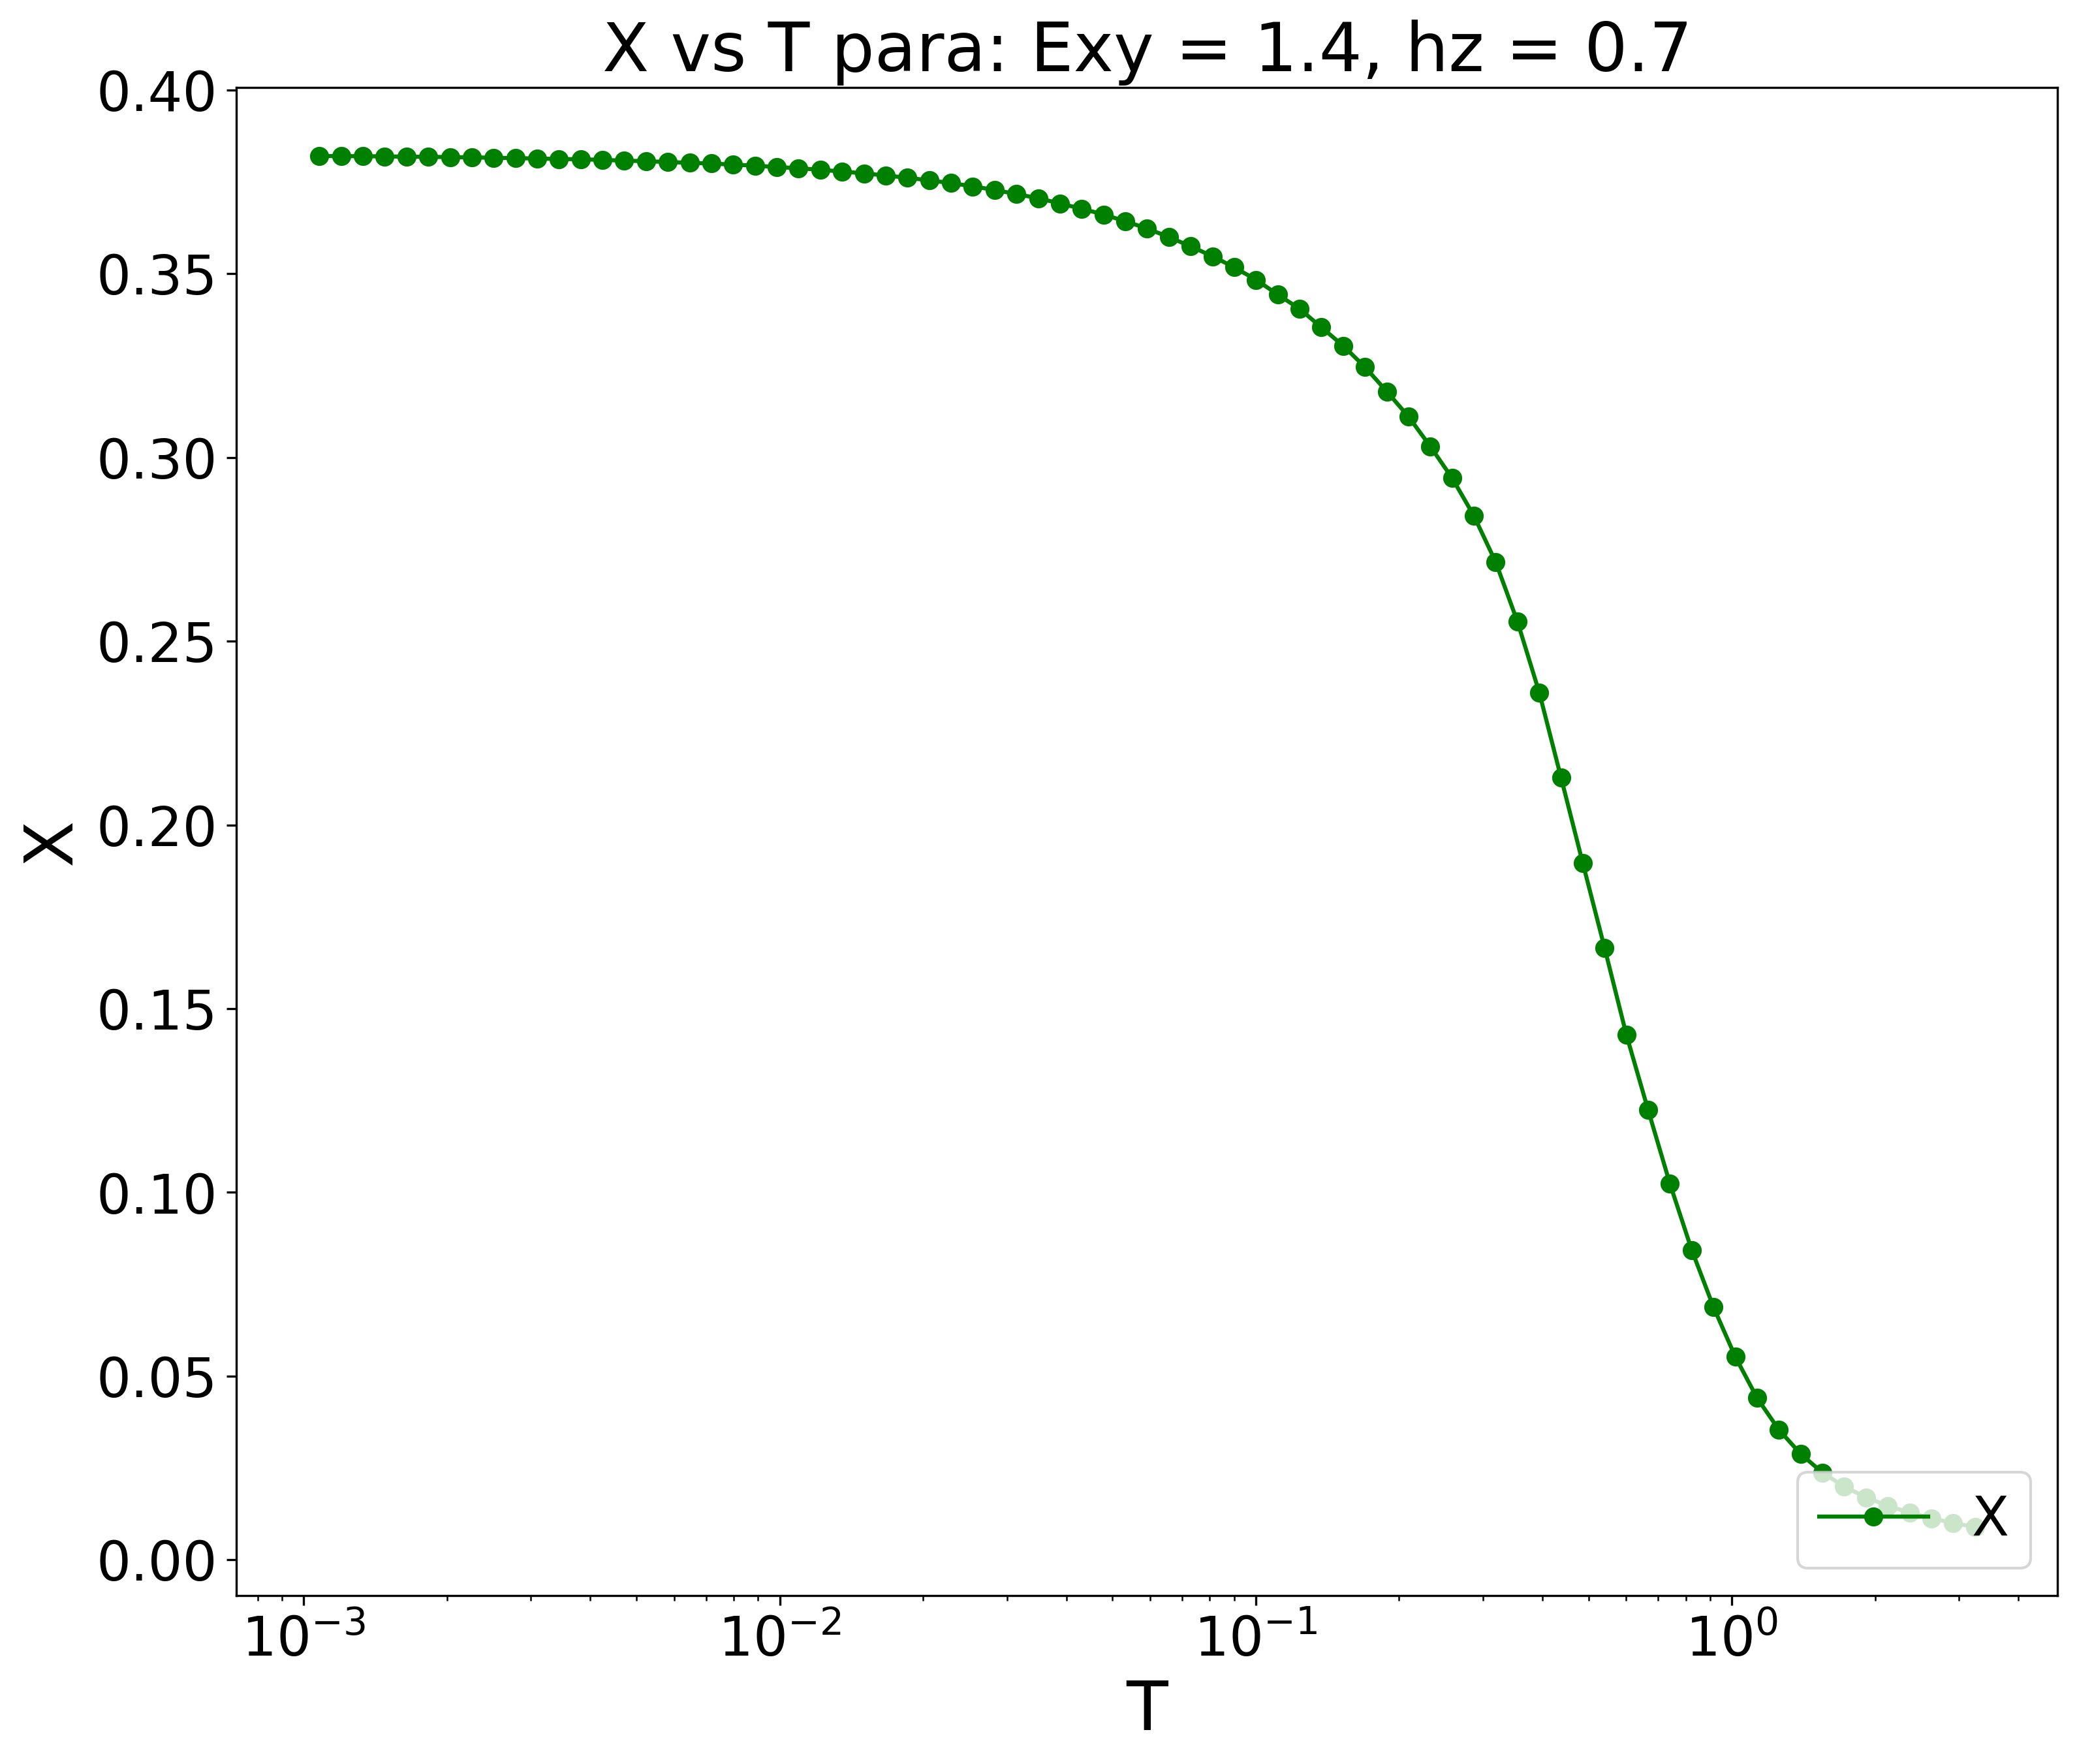 X vs T para: Exy = 1.4, hz = 0.7
0.40
0.35
0.30
0.25
0.20
0.15
0.10
0.05
0.00
X
X
10⁻³ 10⁻² 10⁻¹ 10⁰
T